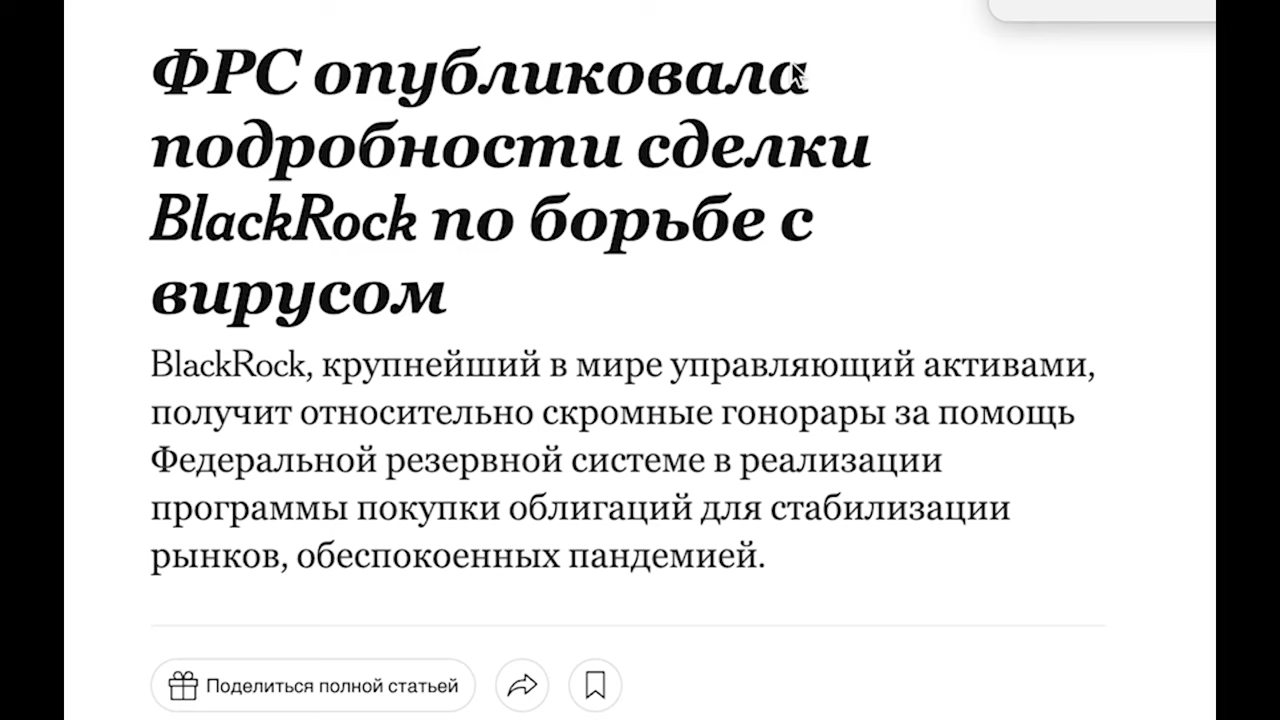 ФРС опубликовала
подробности сделки
BlackRock по борьбе с
вирусом
BlackRock, крупнейший в мире управляющий активами,
получит относительно скромные гонорары за помощь
Федеральной резервной системе в реализации
программы покупки облигаций для стабилизации
рынков, обеспокоенных пандемией.
Поделиться полной статьей